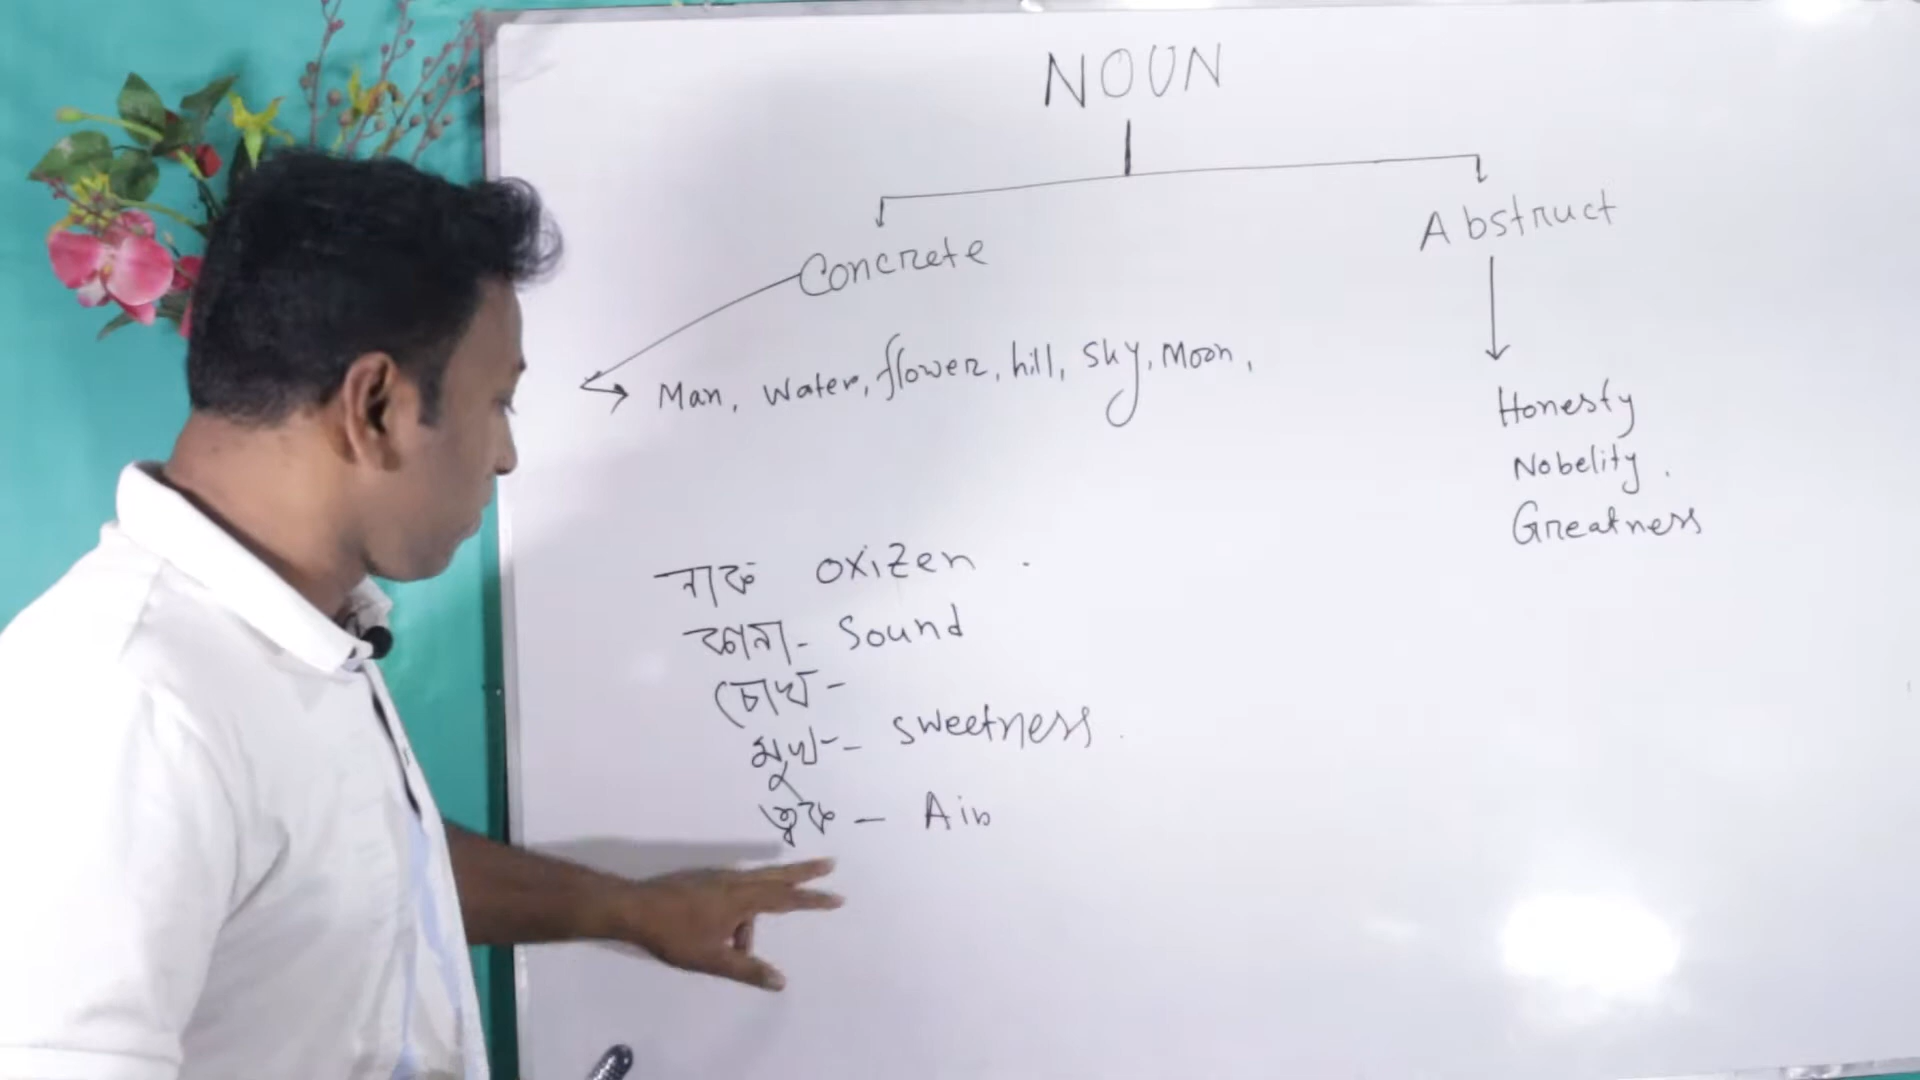 NOUN
Concrete
Abstruct
Man, Water, flower, hill, Sky, Moon,
Honesty
Nobelity.
Greatness
নাক oxizen.
কান - Sound
চোখ -
মুখ - sweetness.
ত্বক - Air